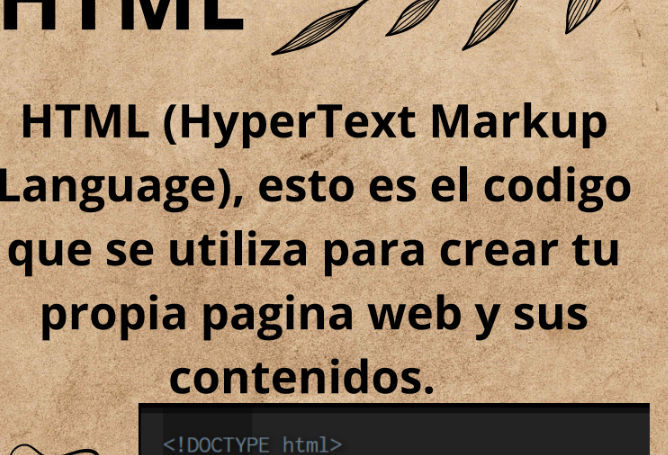 HTML
HTML (HyperText Markup
Language), esto es el codigo
que se utiliza para crear tu
propia pagina web y sus
contenidos.
<!DOCTYPE html>